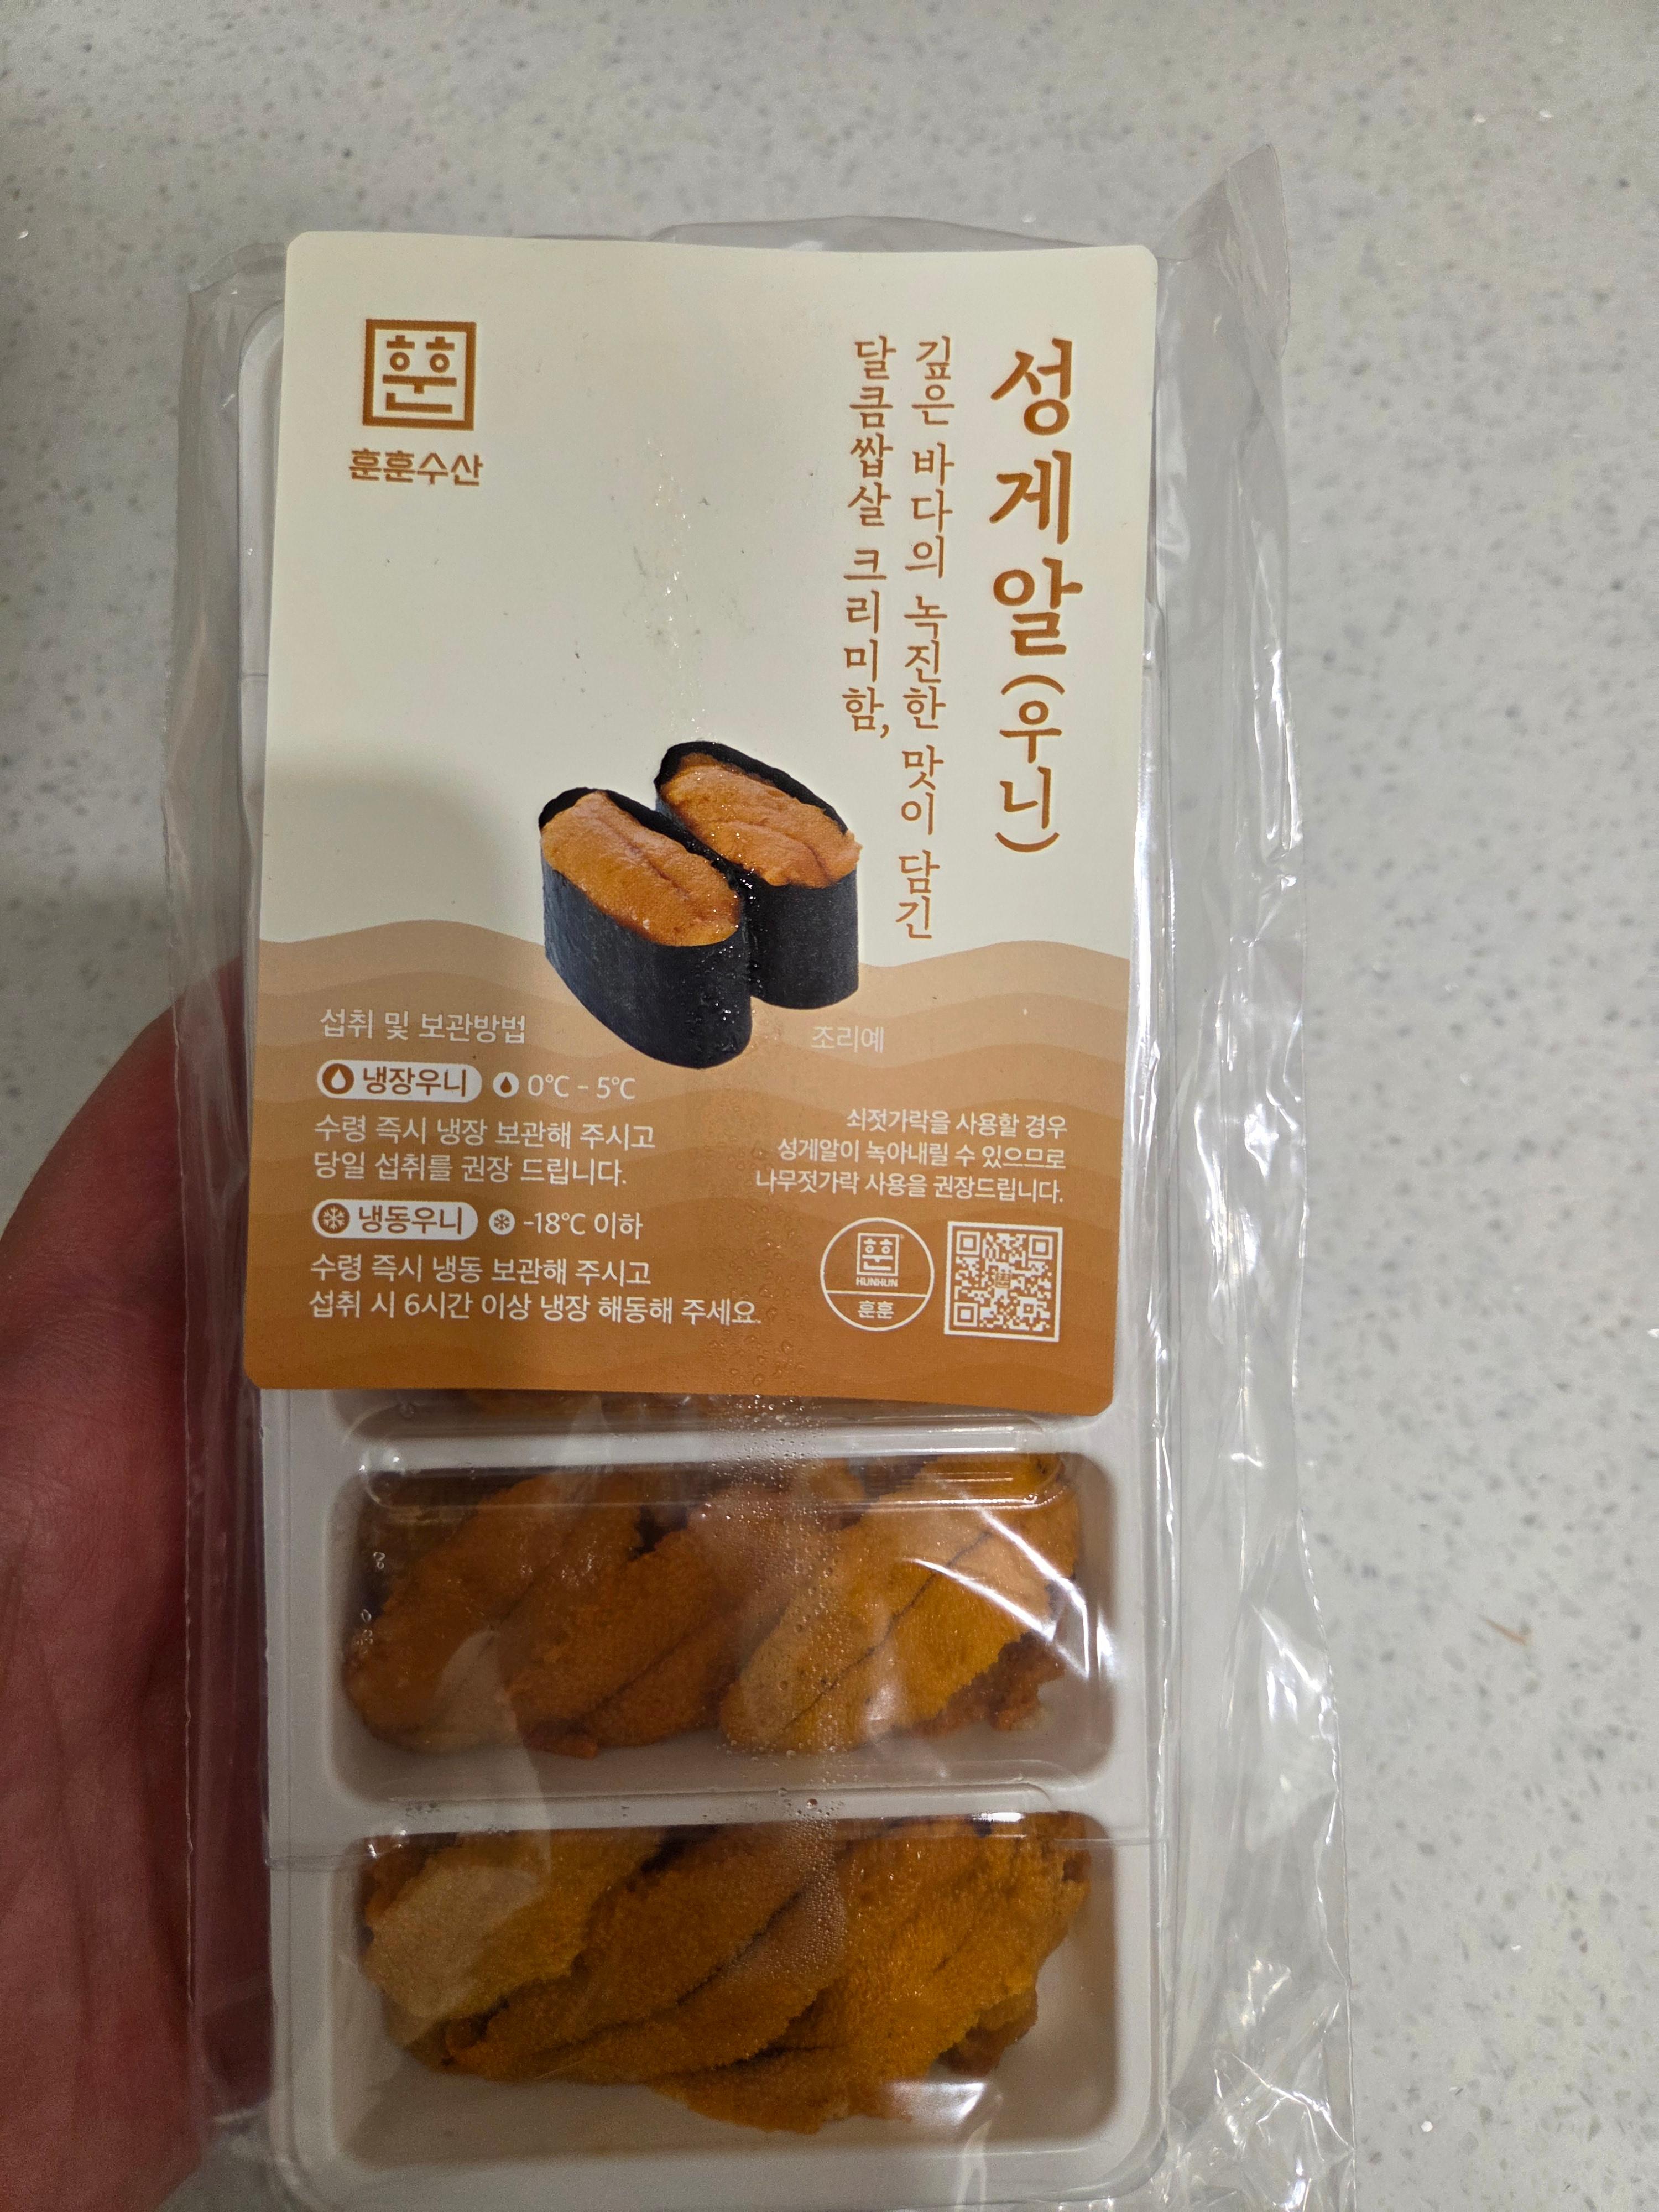 훈
훈훈수산
성게알(우니)
깊은 바다의 녹진한 맛이 담긴
달큼쌉쌀 크리미함,
조리예
섭취 및 보관방법
냉장우니 0℃ - 5℃
수령 즉시 냉장 보관해 주시고
당일 섭취를 권장 드립니다.
냉동우니 -18℃ 이하
수령 즉시 냉동 보관해 주시고
섭취 시 6시간 이상 냉장 해동해 주세요.
쇠젓가락을 사용할 경우
성게알이 녹아내릴 수 있으므로
나무젓가락 사용을 권장드립니다.
HUNHUN
훈훈